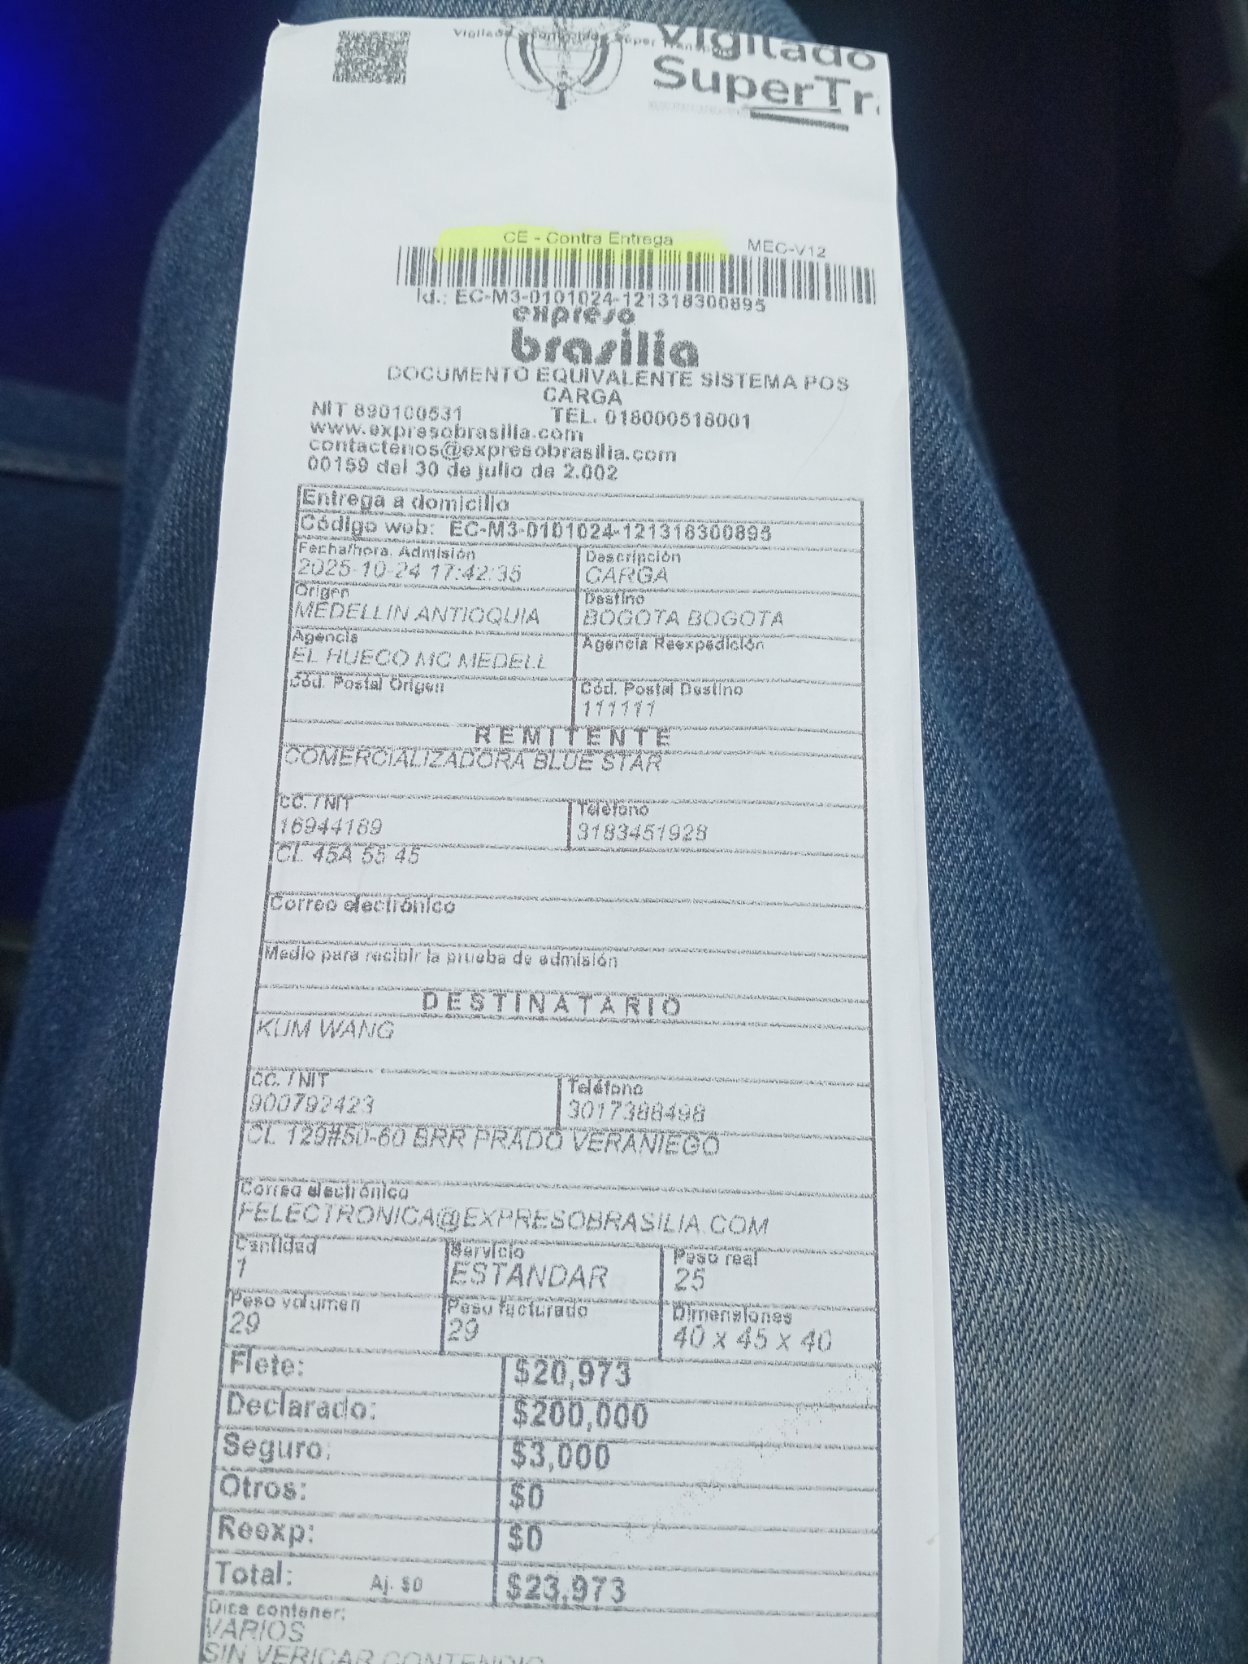 Vigilado
SuperTr
CE - Contra Entrega MEC-V12
Id.: EC-M3-0101024-121318300895
expreso
brasilia
DOCUMENTO EQUIVALENTE SISTEMA POS
CARGA
NIT 890100531 TEL. 018000518001
www.expresobrasilia.com
contactenos@expresobrasilia.com
00159 del 30 de julio de 2.002
Entrega a domicilio
Código web: EC-M3-0101024-121318300895
Fecha/hora. Admisión Descripción
2025-10-24 17:42:35 CARGA
Origen Destino
MEDELLIN ANTIOQUIA BOGOTA BOGOTA
Agencia Agencia Reexpedición
EL HUECO MC MEDELL
Cód. Postal Origen Cód. Postal Destino
111111
REMITENTE
COMERCIALIZADORA BLUE STAR
CC. / NIT Teléfono
16944189 3183451928
CL 45A 55 45
Correo electrónico
Medio para recibir la prueba de admisión
DESTINATARIO
KUM WANG
CC. / NIT Teléfono
900792423 3017388498
CL 129#50-60 BRR PRADO VERANIEGO
Correo electrónico
FELECTRONICA@EXPRESOBRASILIA.COM
Cantidad Servicio Peso real
1 ESTANDAR 25
Peso volumen Peso facturado Dimensiones
29 29 40 x 45 x 40
Flete: $20,973
Declarado: $200,000
Seguro: $3,000
Otros: $0
Reexp: $0
Total: Aj. $0 $23,973
Dice contener:
VARIOS
SIN VERICAR CONTENDIO